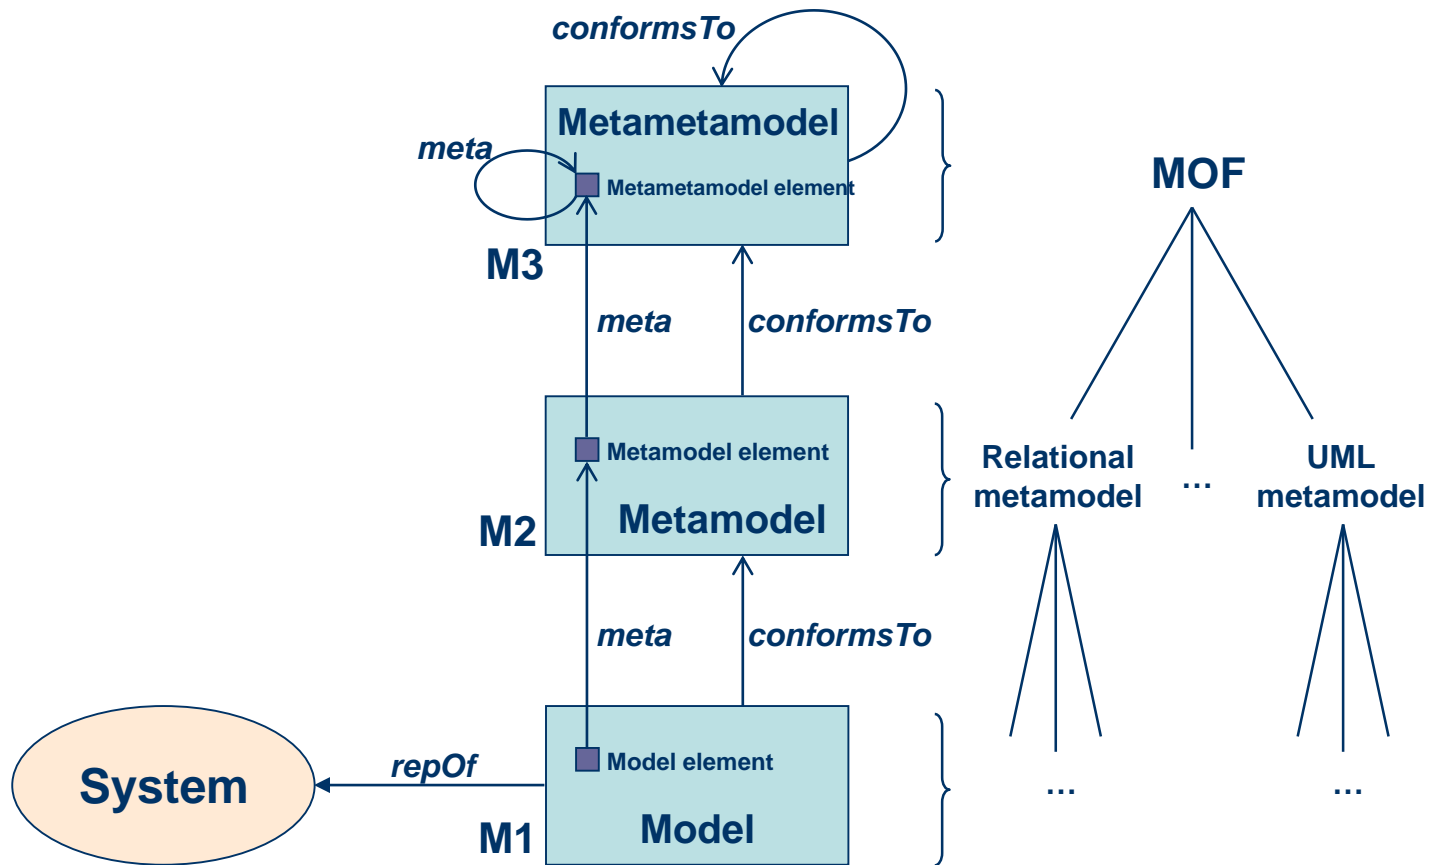 conformsTo
Metametamodel
meta
Metametamodel element
MOF
M3
meta
conformsTo
Metamodel element
Metamodel
M2
Relational
metamodel
...
UML
metamodel
meta
conformsTo
Model element
Model
M1
repOf
System
...
...